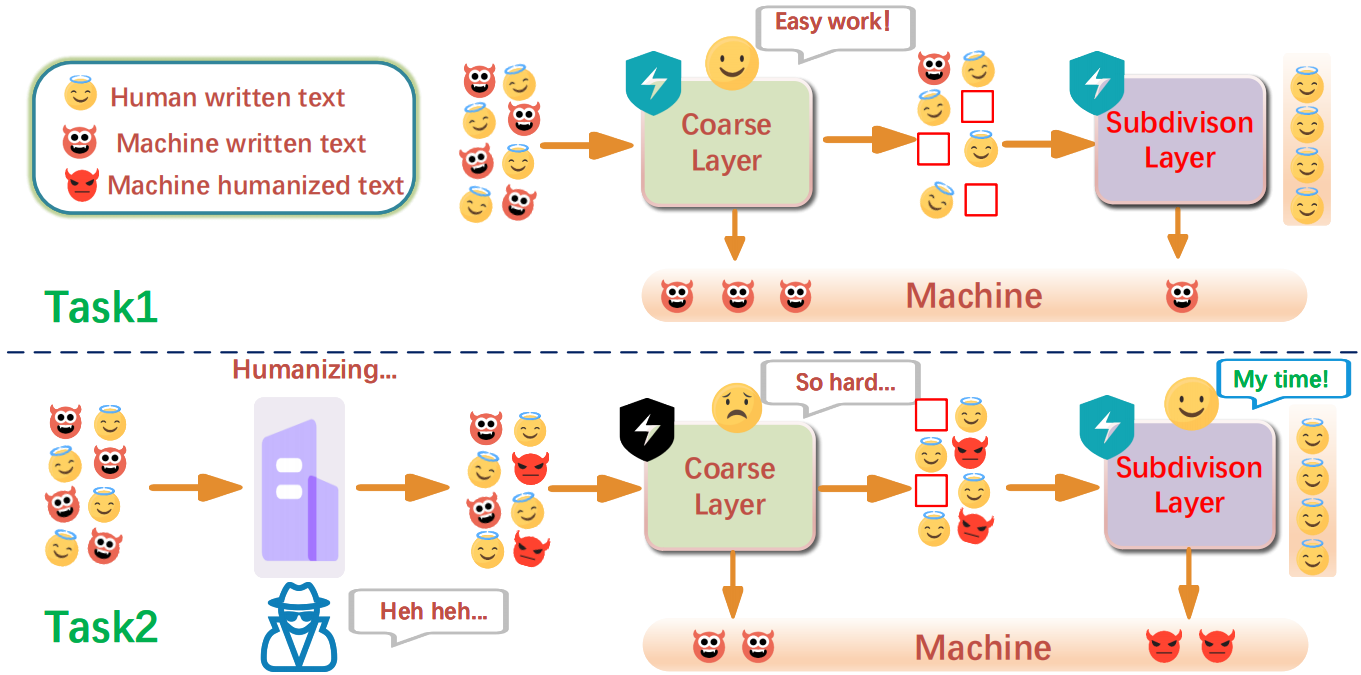 Easy work!
Human written text
Machine written text
Machine humanized text
Coarse
Layer
Subdivison
Layer
Machine
Task1
Humanizing...
So hard...
My time!
Coarse
Layer
Subdivison
Layer
Heh heh...
Task2
Machine